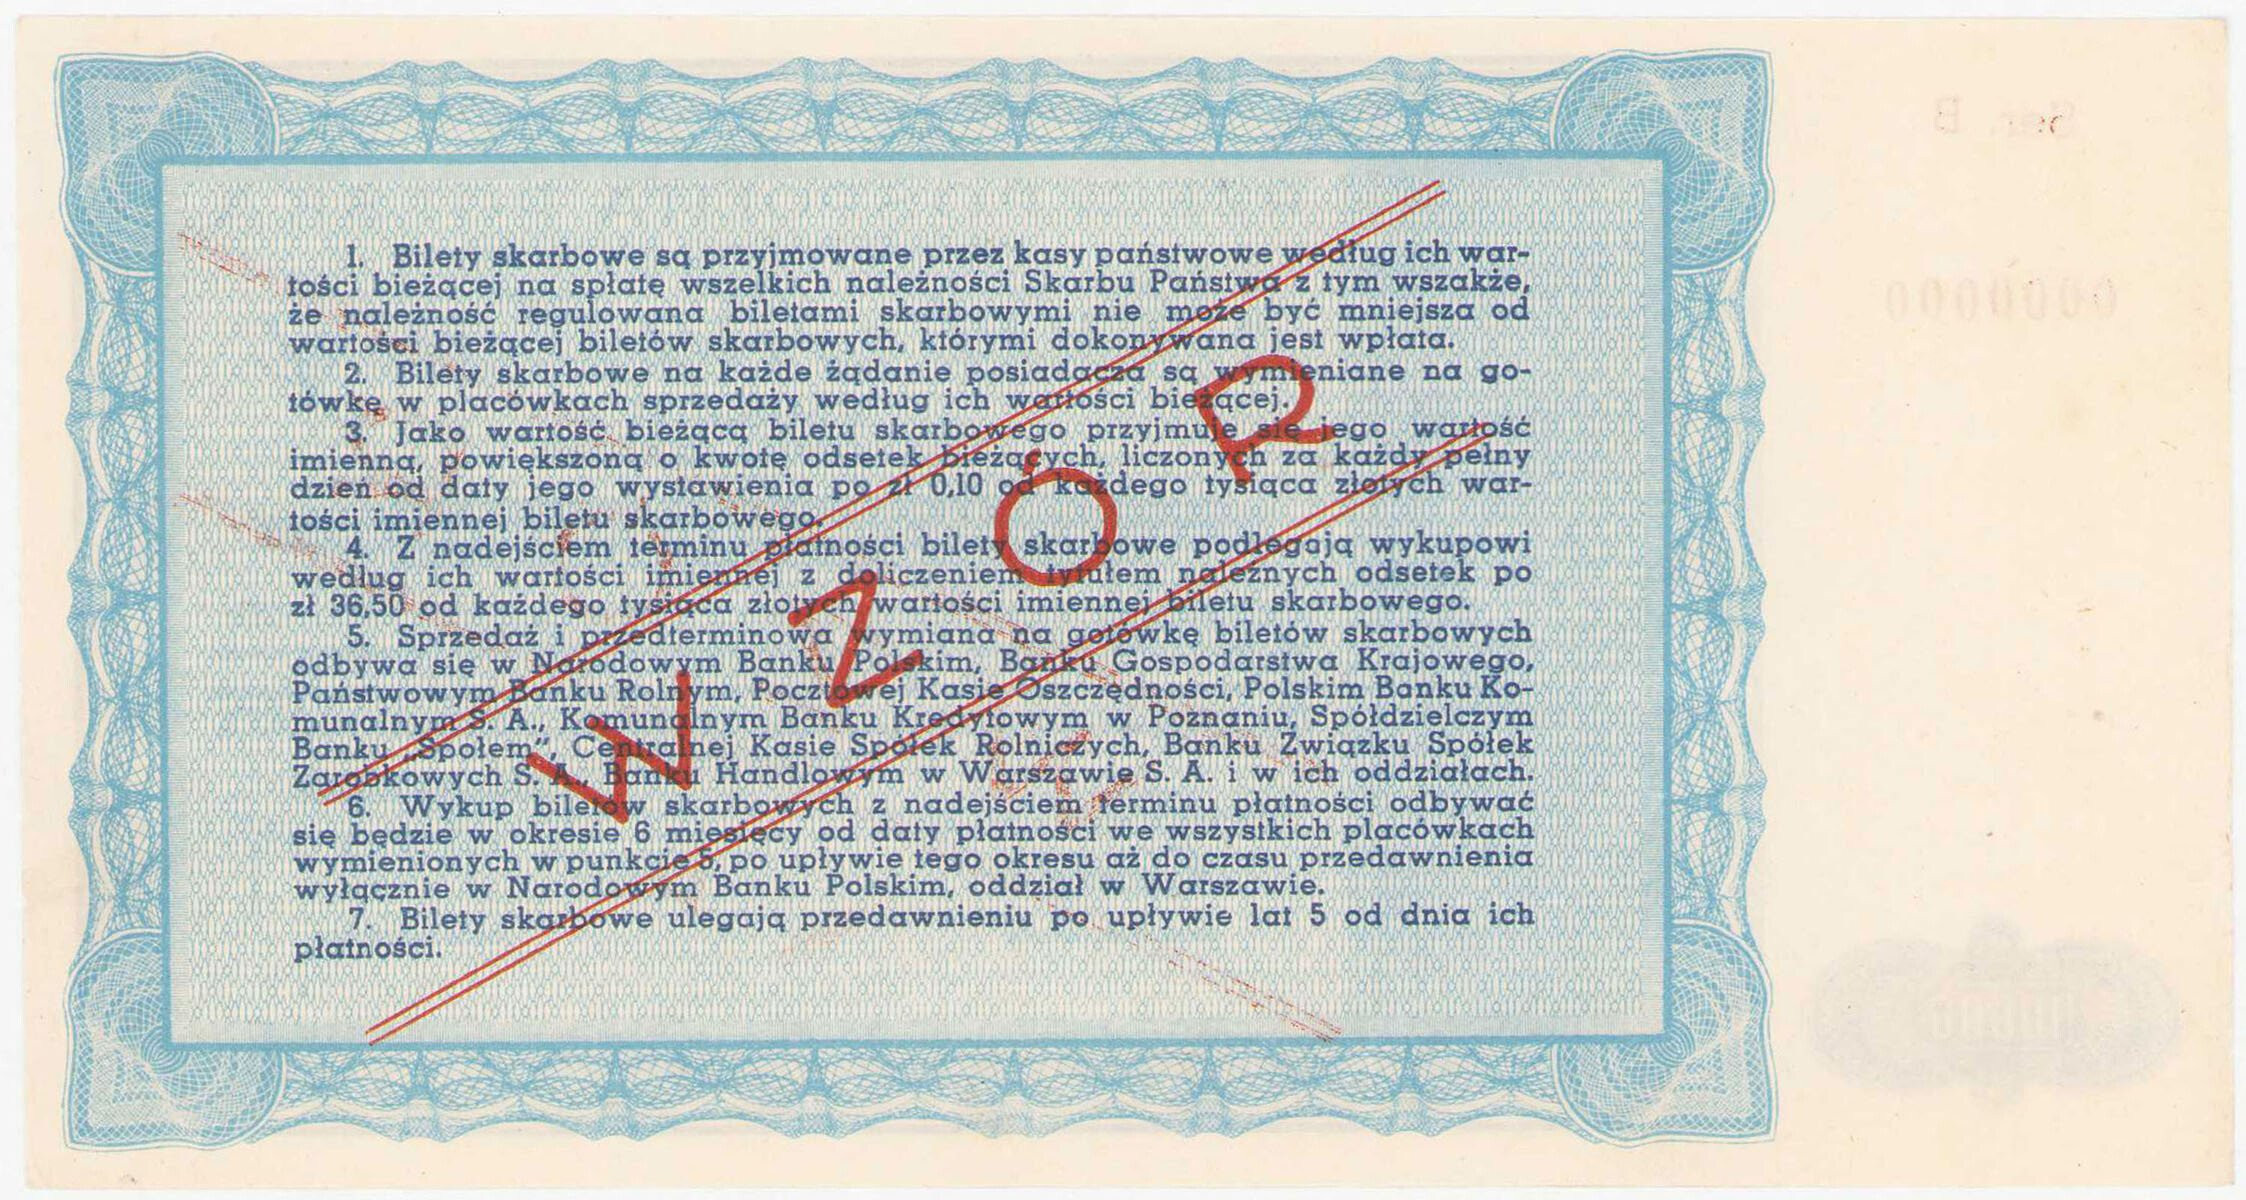 1. Bilety skarbowe są przyjmowane przez kasy państwowe według ich war-
tości bieżącej na spłatę wszelkich należności Skarbu Państwa z tym wszakże,
że należność regulowana biletami skarbowymi nie może być mniejsza od
wartości bieżącej biletów skarbowych, którymi dokonywana jest wpłata.
2. Bilety skarbowe na każde żądanie posiadacza są wymieniane na go-
tówkę w placówkach sprzedaży według ich wartości bieżącej.
3. Jako wartość bieżącą biletu skarbowego przyjmuje się jego wartość
imienną, powiększoną o kwotę odsetek bieżących, liczonych za każdy pełny
dzień od daty jego wystawienia po zł 0,10 od każdego tysiąca złotych war-
tości imiennej biletu skarbowego.
4. Z nadejściem terminu płatności bilety skarbowe podlegają wykupowi
według ich wartości imiennej z doliczeniem tytułem należnych odsetek po
zł 36,50 od każdego tysiąca złotych wartości imiennej biletu skarbowego.
5. Sprzedaż i przedterminowa wymiana na gotówkę biletów skarbowych
odbywa się w Narodowym Banku Polskim, Banku Gospodarstwa Krajowego,
Państwowym Banku Rolnym, Pocztowej Kasie Oszczędności, Polskim Banku Ko-
munalnym S. A., Komunalnym Banku Kredytowym w Poznaniu, Spółdzielczym
Banku „Społem", Centralnej Kasie Spółek Rolniczych, Banku Związku Spółek
Zarobkowych S. A., Banku Handlowym w Warszawie S. A. i w ich oddziałach.
6. Wykup biletów skarbowych z nadejściem terminu płatności odbywać
się będzie w okresie 6 miesięcy od daty płatności we wszystkich placówkach
wymienionych w punkcie 5, po upływie tego okresu aż do czasu przedawnienia
wyłącznie w Narodowym Banku Polskim, oddział w Warszawie.
7. Bilety skarbowe ulegają przedawnieniu po upływie lat 5 od dnia ich
płatności.
WZÓR
Ser. B
0000000